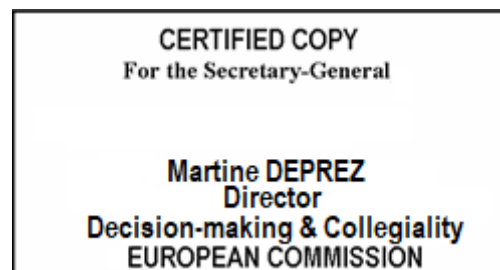 CERTIFIED COPY
For the Secretary-General
Martine DEPREZ
Director
Decision-making & Collegiality
EUROPEAN COMMISSION